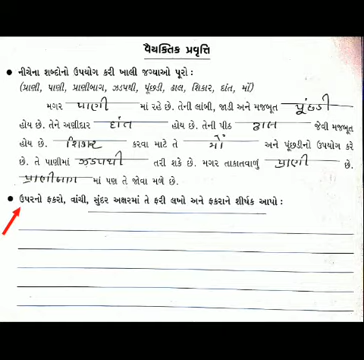 વૈયક્તિક પ્રવૃત્તિ
● નીચેના શબ્દોનો ઉપયોગ કરી ખાલી જગ્યાઓ પૂરો:
(પ્રાણી, પાણી, પ્રાણીબાગ, ઝડપથી, પૂંછડી, ઢાલ, શિકાર, દાંત, મોં)
મગર પાણી માં રહે છે. તેની લાંબી, જાડી અને મજબૂત પૂંછડી
હોય છે. તેને અણીદાર દાંત હોય છે. તેની પીઠ ઢાલ જેવી મજબૂત
હોય છે. શિકાર કરવા માટે તે મોં અને પૂંછડીનો ઉપયોગ કરે
છે. તે પાણીમાં ઝડપથી તરી શકે છે. મગર તાકાતવાળું પ્રાણી છે.
પ્રાણીબાગ માં પણ તે જોવા મળે છે.
● ઉપરનો ફકરો, વાંચી, સુંદર અક્ષરમાં તે ફરી લખો અને ફકરાને શીર્ષક આપો: